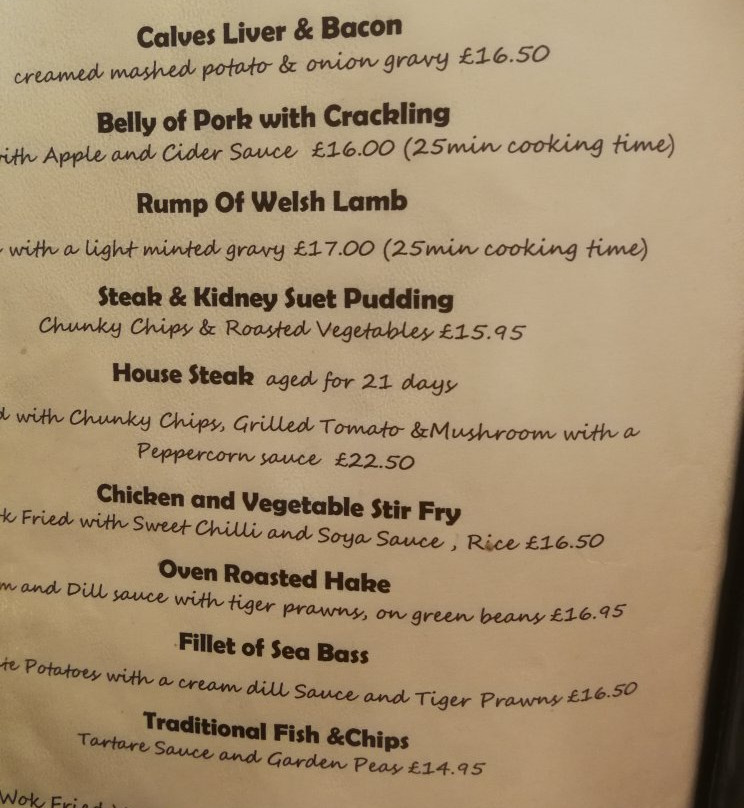 Calves Liver & Bacon
creamed mashed potato & onion gravy £16.50
Belly of Pork with Crackling
with Apple and Cider Sauce £16.00 (25min cooking time)
Rump Of Welsh Lamb
with a light minted gravy £17.00 (25min cooking time)
Steak & Kidney Suet Pudding
Chunky Chips & Roasted Vegetables £15.95
House Steak aged for 21 days
with Chunky Chips, Grilled Tomato &Mushroom with a
Peppercorn sauce £22.50
Chicken and Vegetable Stir Fry
Fried with Sweet Chilli and Soya Sauce , Rice £16.50
Oven Roasted Hake
and Dill sauce with tiger prawns, on green beans £16.95
Fillet of Sea Bass
Potatoes with a cream dill Sauce and Tiger Prawns £16.50
Traditional Fish &Chips
Tartare Sauce and Garden Peas £14.95
Wok Fried